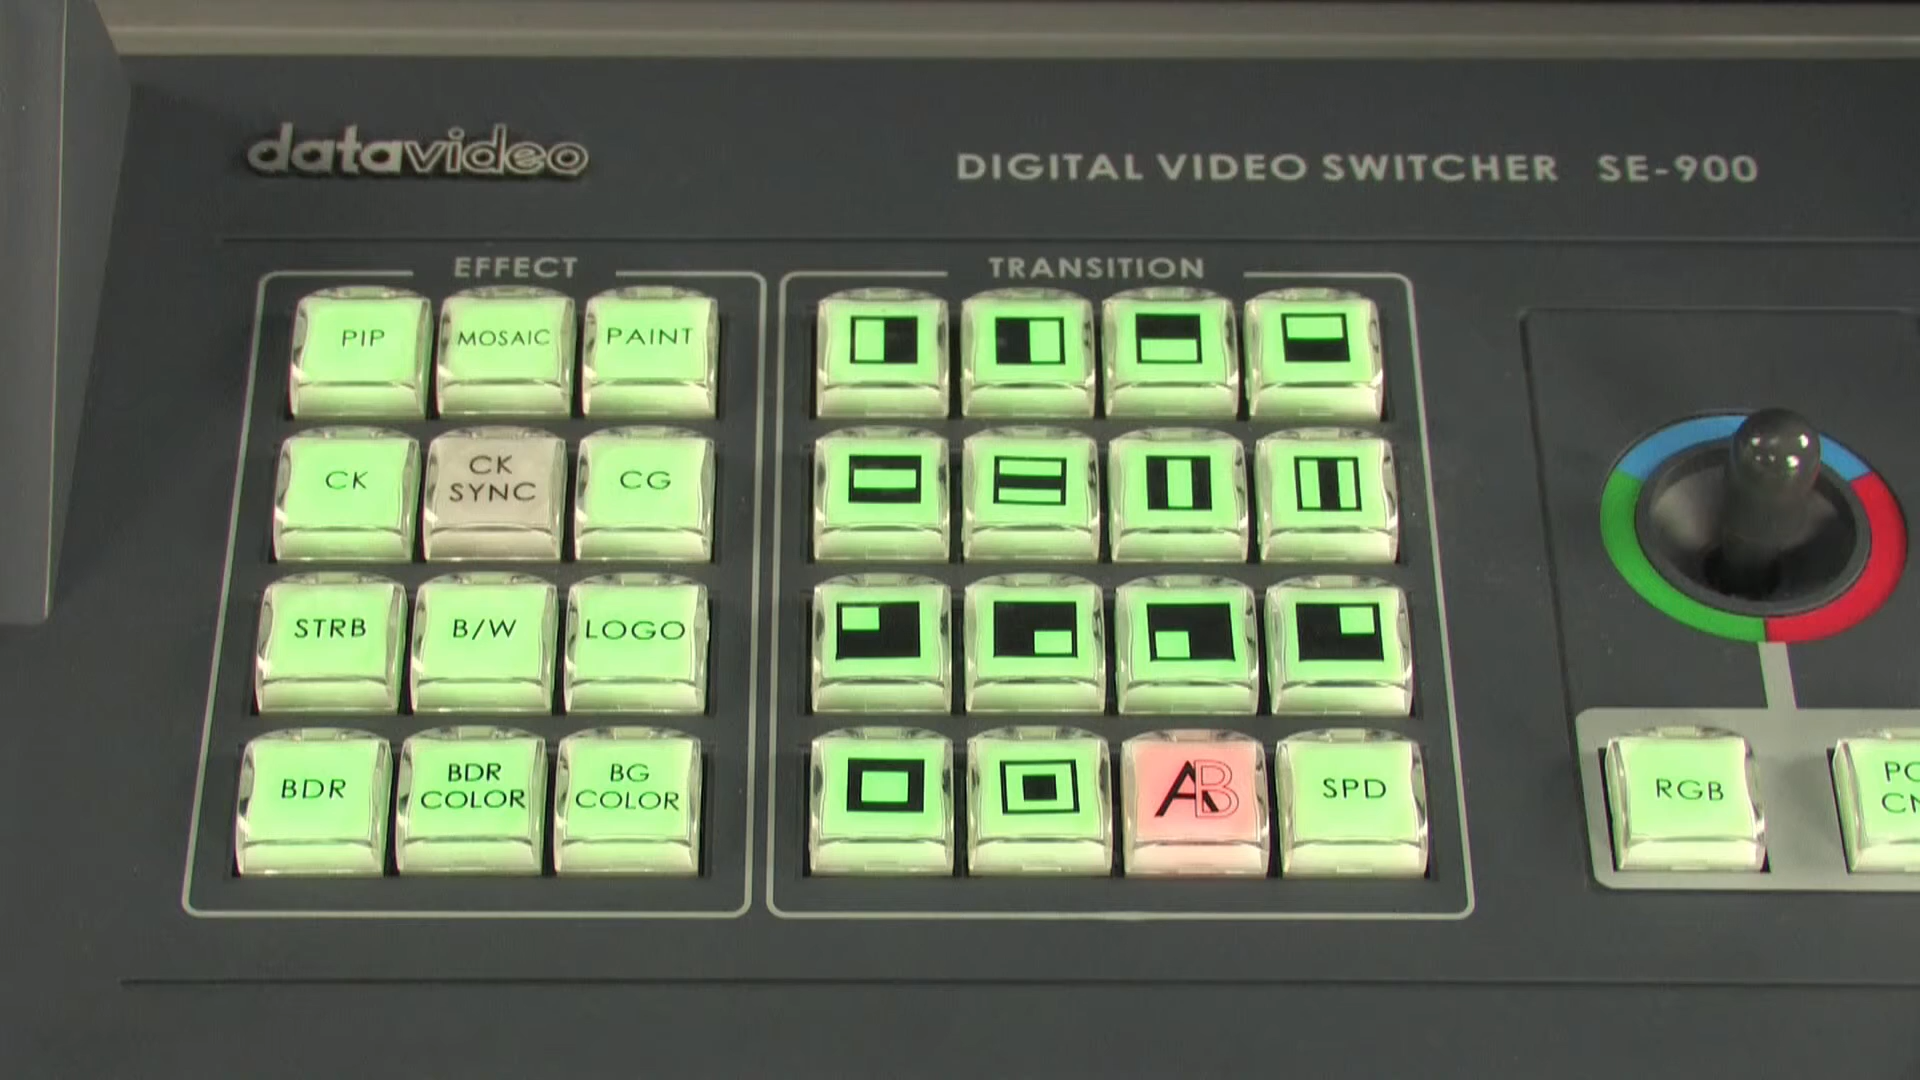 datavideo
DIGITAL VIDEO SWITCHER SE-900
EFFECT
TRANSITION
PIP
MOSAIC
PAINT
CK
CK
SYNC
CG
STRB
B/W
LOGO
BDR
BDR
COLOR
BG
COLOR
AB
SPD
RGB